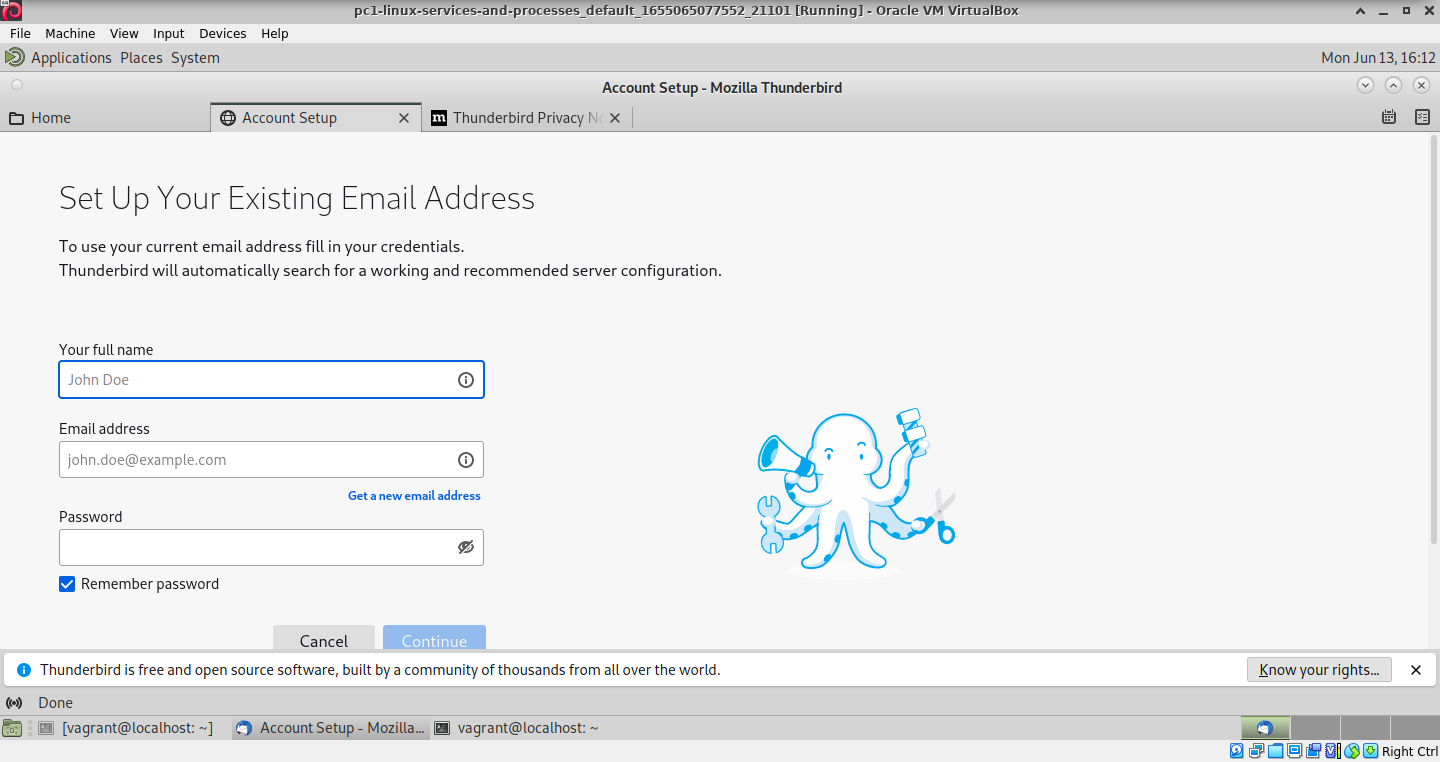 pc1-linux-services-and-processes_default_1655065077552_21101 [Running] - Oracle VM VirtualBox
File Machine View Input Devices Help
Applications Places System Mon Jun 13, 16:12
Account Setup - Mozilla Thunderbird
Home Account Setup m Thunderbird Privacy No
Set Up Your Existing Email Address
To use your current email address fill in your credentials.
Thunderbird will automatically search for a working and recommended server configuration.
Your full name
John Doe
Email address
john.doe@example.com
Get a new email address
Password
Remember password
Cancel Continue
Thunderbird is free and open source software, built by a community of thousands from all over the world. Know your rights...
Done
[vagrant@localhost: ~] Account Setup - Mozilla... vagrant@localhost: ~
Right Ctrl